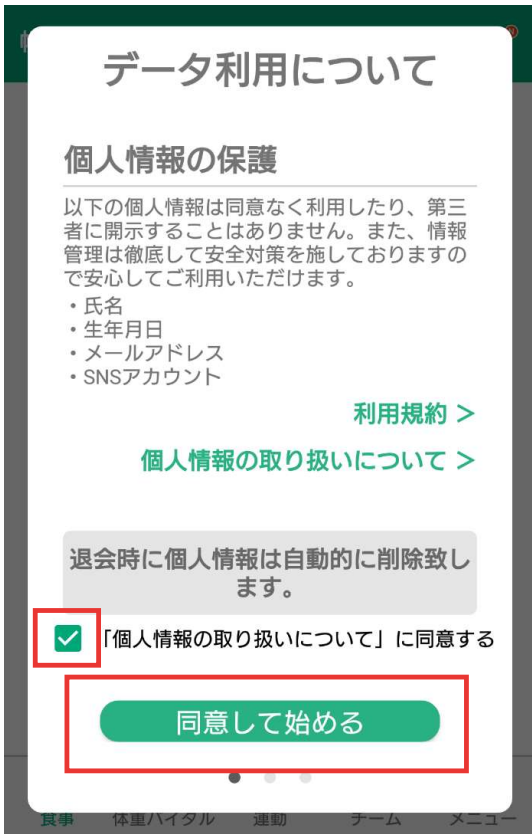 データ利用について
個人情報の保護
以下の個人情報は同意なく利用したり、第三
者に開示することはありません。また、情報
管理は徹底して安全対策を施しておりますの
で安心してご利用いただけます。
・氏名
・生年月日
・メールアドレス
・SNSアカウント
利用規約 >
個人情報の取り扱いについて >
退会時に個人情報は自動的に削除致し
ます。
「個人情報の取り扱いについて」に同意する
同意して始める
食事 体重バイタル 運動 チーム メニュー